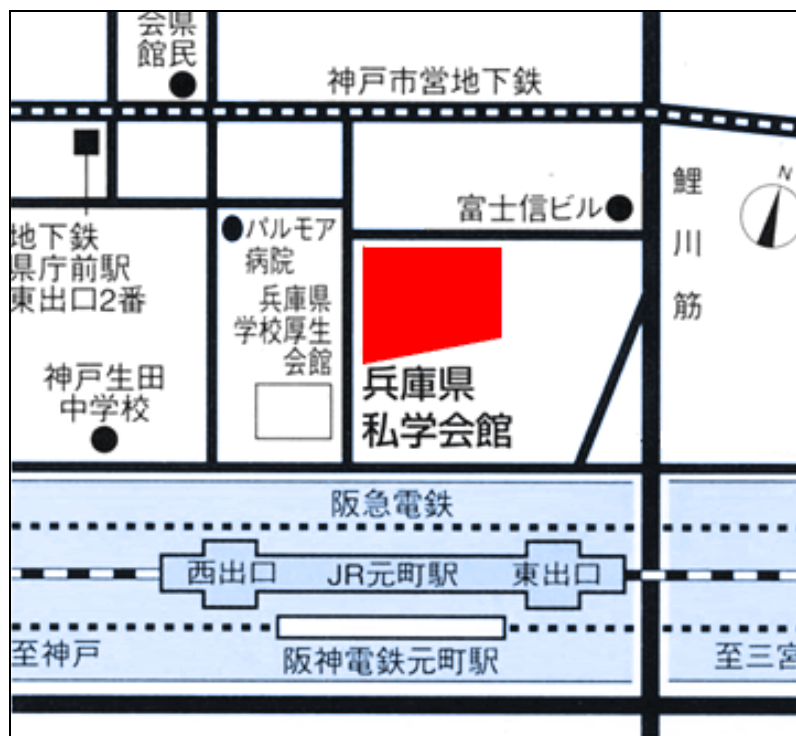 会県
館民
神戸市営地下鉄
N
鯉川筋
富士信ビル
パルモア
病院
地下鉄
県庁前駅
東出口2番
兵庫県
学校厚生
会館
神戸生田
中学校
兵庫県
私学会館
阪急電鉄
西出口
JR元町駅
東出口
至神戸
阪神電鉄元町駅
至三宮